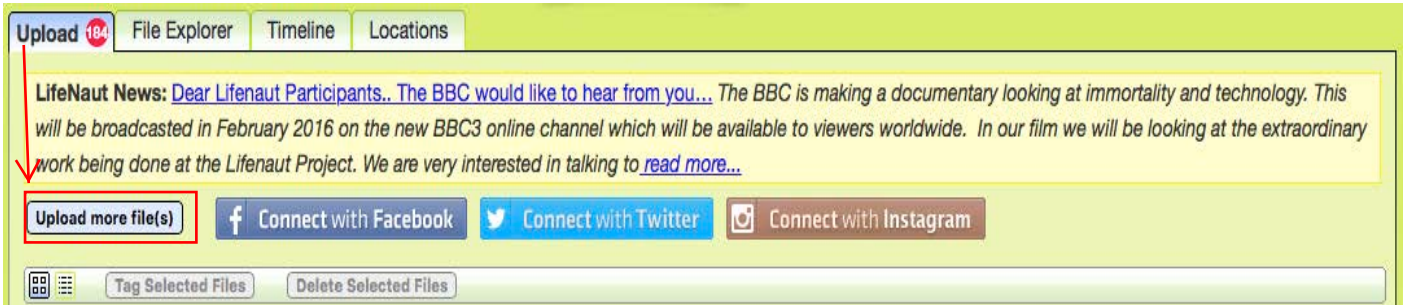 Upload 184 File Explorer Timeline Locations
LifeNaut News: Dear Lifenaut Participants.. The BBC would like to hear from you... The BBC is making a documentary looking at immortality and technology. This
will be broadcasted in February 2016 on the new BBC3 online channel which will be available to viewers worldwide. In our film we will be looking at the extraordinary
work being done at the Lifenaut Project. We are very interested in talking to read more...
Upload more file(s) f Connect with Facebook Connect with Twitter Connect with Instagram
Tag Selected Files Delete Selected Files